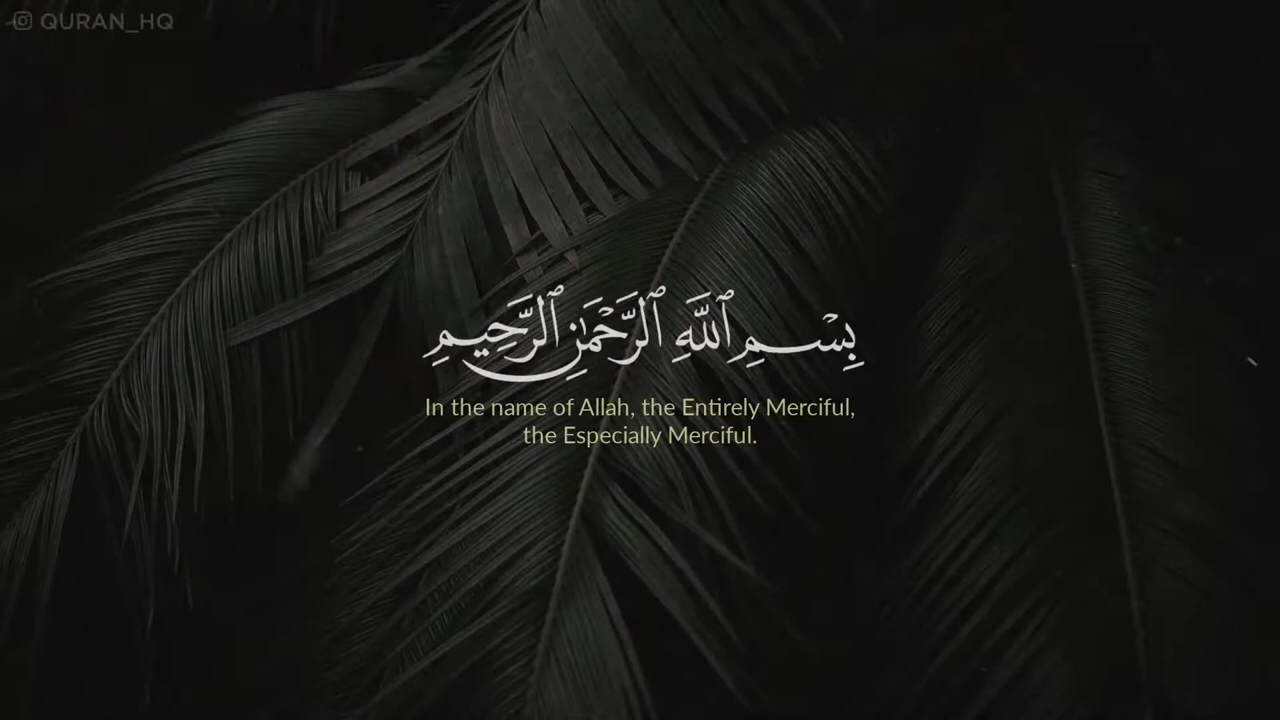 QURAN_HQ
بِسْمِ ٱللَّهِ ٱلرَّحْمَـٰنِ ٱلرَّحِيمِ
In the name of Allah, the Entirely Merciful,
the Especially Merciful.